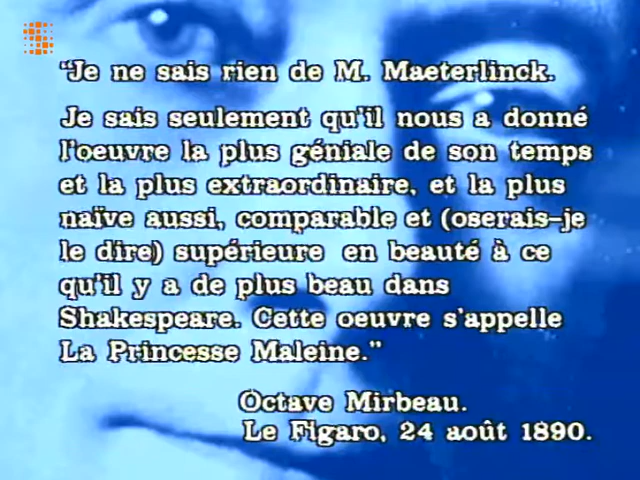 “Je ne sais rien de M. Maeterlinck.
Je sais seulement qu'il nous a donné
l'oeuvre la plus géniale de son temps
et la plus extraordinaire, et la plus
naïve aussi, comparable et (oserais-je
le dire) supérieure en beauté à ce
qu'il y a de plus beau dans
Shakespeare. Cette oeuvre s'appelle
La Princesse Maleine.”
Octave Mirbeau.
Le Figaro, 24 août 1890.